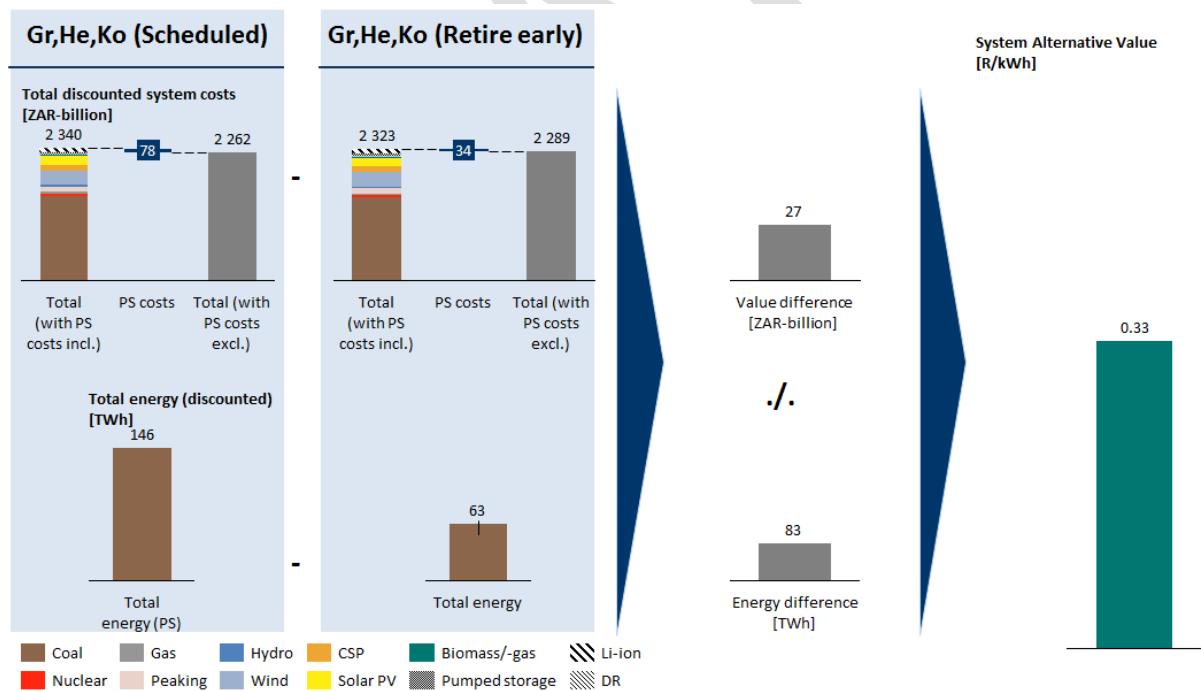 Gr,He,Ko (Scheduled)
Gr,He,Ko (Retire early)
System Alternative Value
[R/kWh]
Total discounted system costs
[ZAR-billion]
2 340
78
2 262
-
2 323
34
2 289
Total
(with PS
costs incl.)
PS costs
Total (with
PS costs
excl.)
Total
(with PS
costs incl.)
PS costs
Total (with
PS costs
excl.)
27
Value difference
[ZAR-billion]
./.
0.33
Total energy (discounted)
[TWh]
146
Total
energy (PS)
-
63
Total energy
83
Energy difference
[TWh]
Coal
Gas
Hydro
CSP
Biomass/-gas
Li-ion
Nuclear
Peaking
Wind
Solar PV
Pumped storage
DR